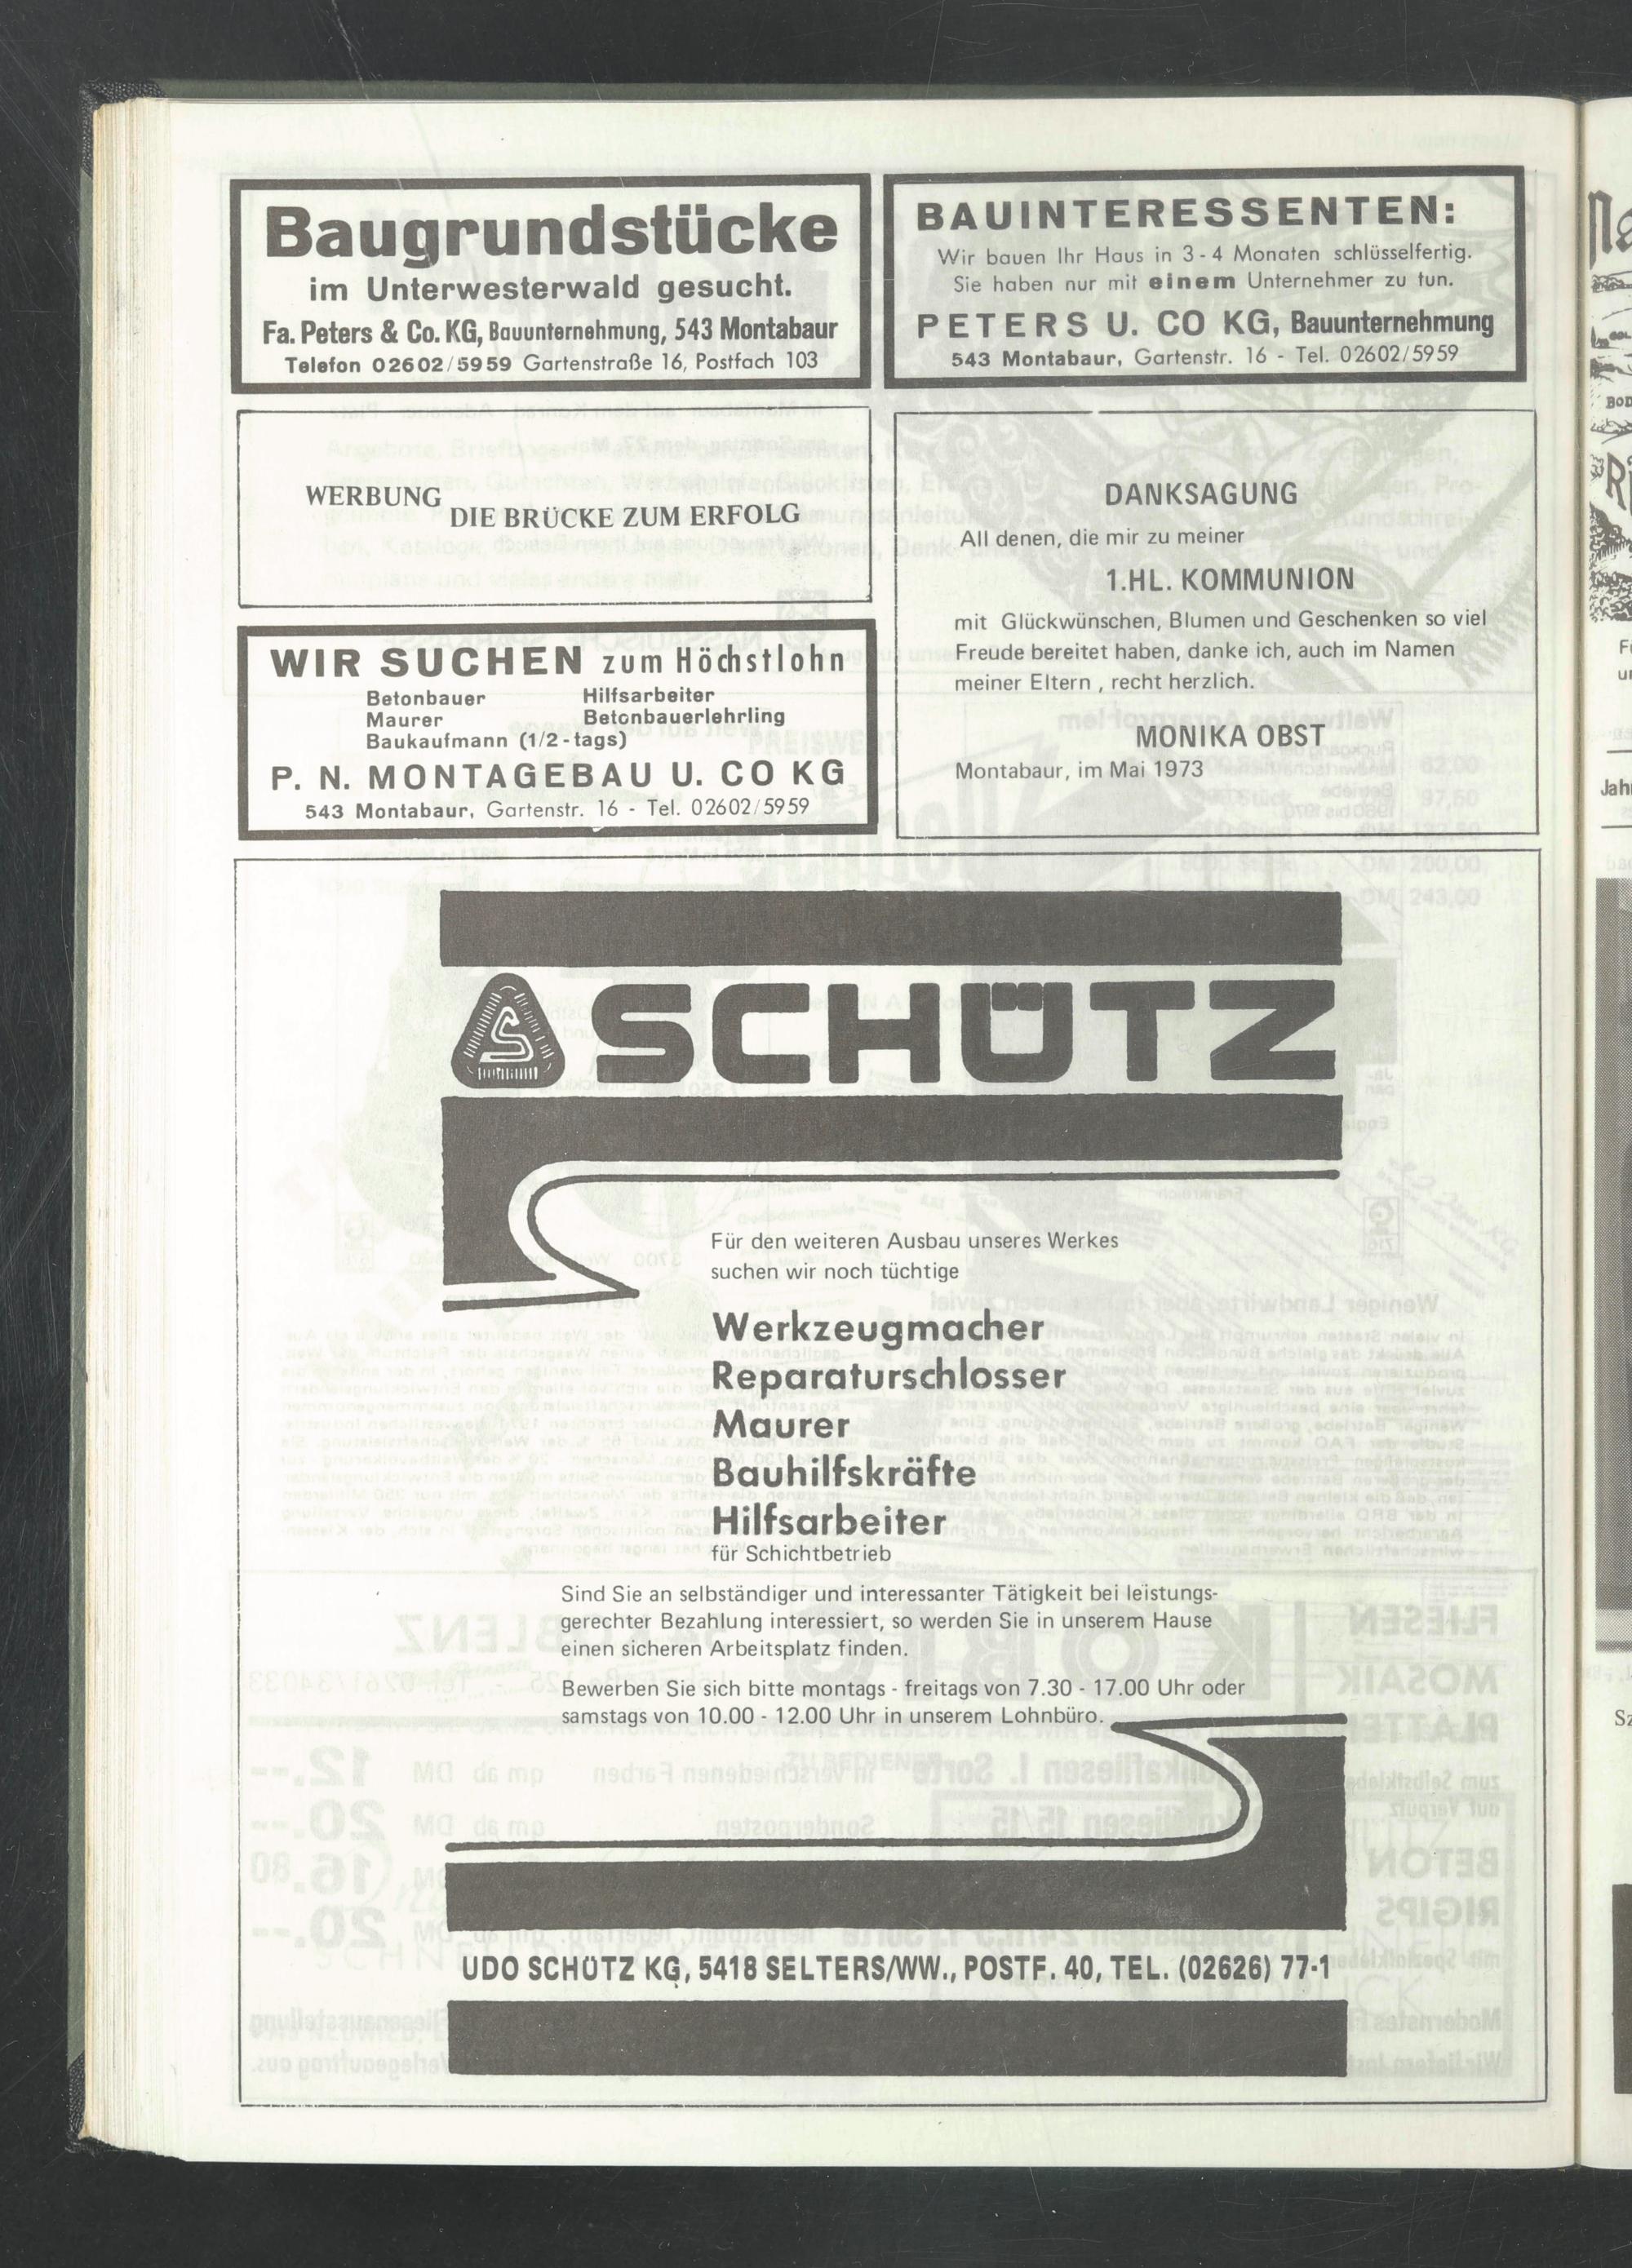 Baugrundstücke
im Unterwesterwald gesucht.
Fa. Peters & Co. KG, Bauunternehmung, 543 Montabaur
Telefon 02602/5959 Gartenstraße 16, Postfach 103
BAUINTERESSENTEN:
Wir bauen Ihr Haus in 3-4 Monaten schlüsselfertig.
Sie haben nur mit einem Unternehmer zu tun.
PETERS U. CO KG, Bauunternehmung
543 Montabaur, Gartenstr. 16 - Tel. 02602/5959
WERBUNG
DIE BRÜCKE ZUM ERFOLG
WIR SUCHEN zum Höchstlohn
Betonbauer Hilfsarbeiter
Maurer Betonbauerlehrling
Baukaufmann (1/2-tags)
P. N. MONTAGEBAU U. CO KG
543 Montabaur, Gartenstr. 16 - Tel. 02602/5959
DANKSAGUNG
All denen, die mir zu meiner
1.HL. KOMMUNION
mit Glückwünschen, Blumen und Geschenken so viel
Freude bereitet haben, danke ich, auch im Namen
meiner Eltern , recht herzlich.
MONIKA OBST
Montabaur, im Mai 1973
SCHÜTZ
Für den weiteren Ausbau unseres Werkes
suchen wir noch tüchtige
Werkzeugmacher
Reparaturschlosser
Maurer
Bauhilfskräfte
Hilfsarbeiter
für Schichtbetrieb
Sind Sie an selbständiger und interessanter Tätigkeit bei leistungs-
gerechter Bezahlung interessiert, so werden Sie in unserem Hause
einen sicheren Arbeitsplatz finden.
Bewerben Sie sich bitte montags - freitags von 7.30 - 17.00 Uhr oder
samstags von 10.00 - 12.00 Uhr in unserem Lohnbüro.
UDO SCHÜTZ KG, 5418 SELTERS/WW., POSTF. 40, TEL. (02626) 77-1